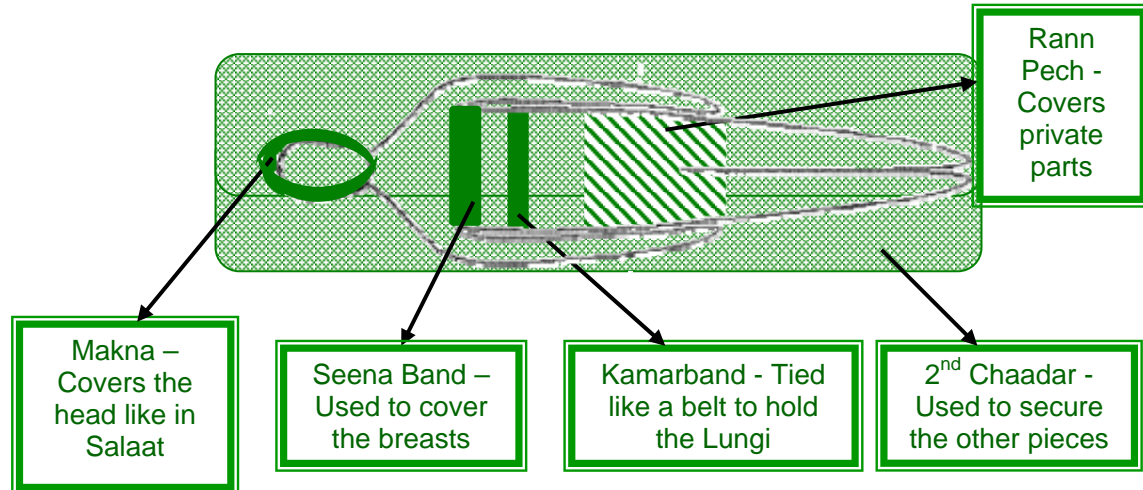 Rann
Pech -
Covers
private
parts
Makna –
Covers the
head like in
Salaat
Seena Band –
Used to cover
the breasts
Kamarband - Tied
like a belt to hold
the Lungi
2nd Chaadar -
Used to secure
the other pieces